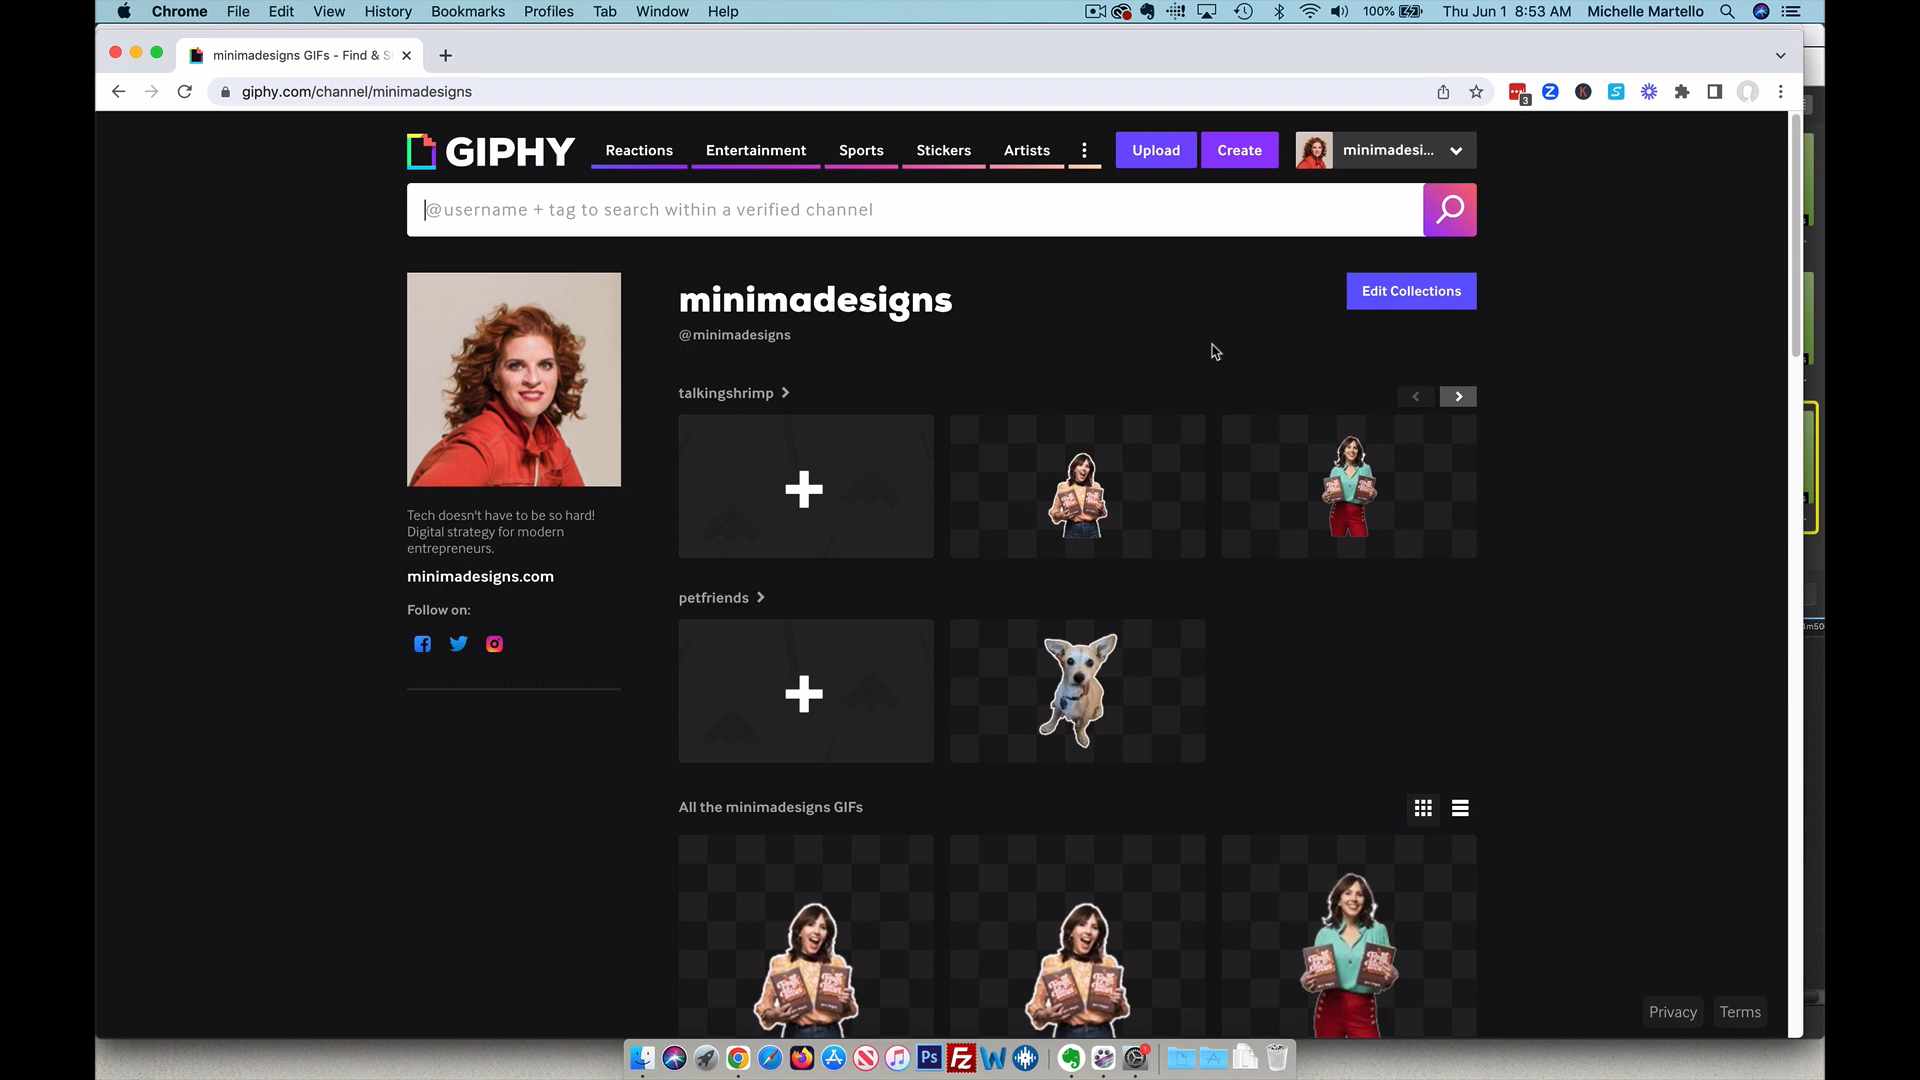 Chrome File Edit View History Bookmarks Profiles Tab Window Help
100% Thu Jun 1 8:53 AM Michelle Martello
minimadesigns GIFs - Find & S
giphy.com/channel/minimadesigns
3
GIPHY
Reactions Entertainment Sports Stickers Artists
Upload Create minimadesi...
@username + tag to search within a verified channel
minimadesigns
@minimadesigns
Edit Collections
Tech doesn't have to be so hard!
Digital strategy for modern
entrepreneurs.
minimadesigns.com
Follow on:
talkingshrimp
petfriends
All the minimadesigns GIFs
Privacy Terms
Ps Fz